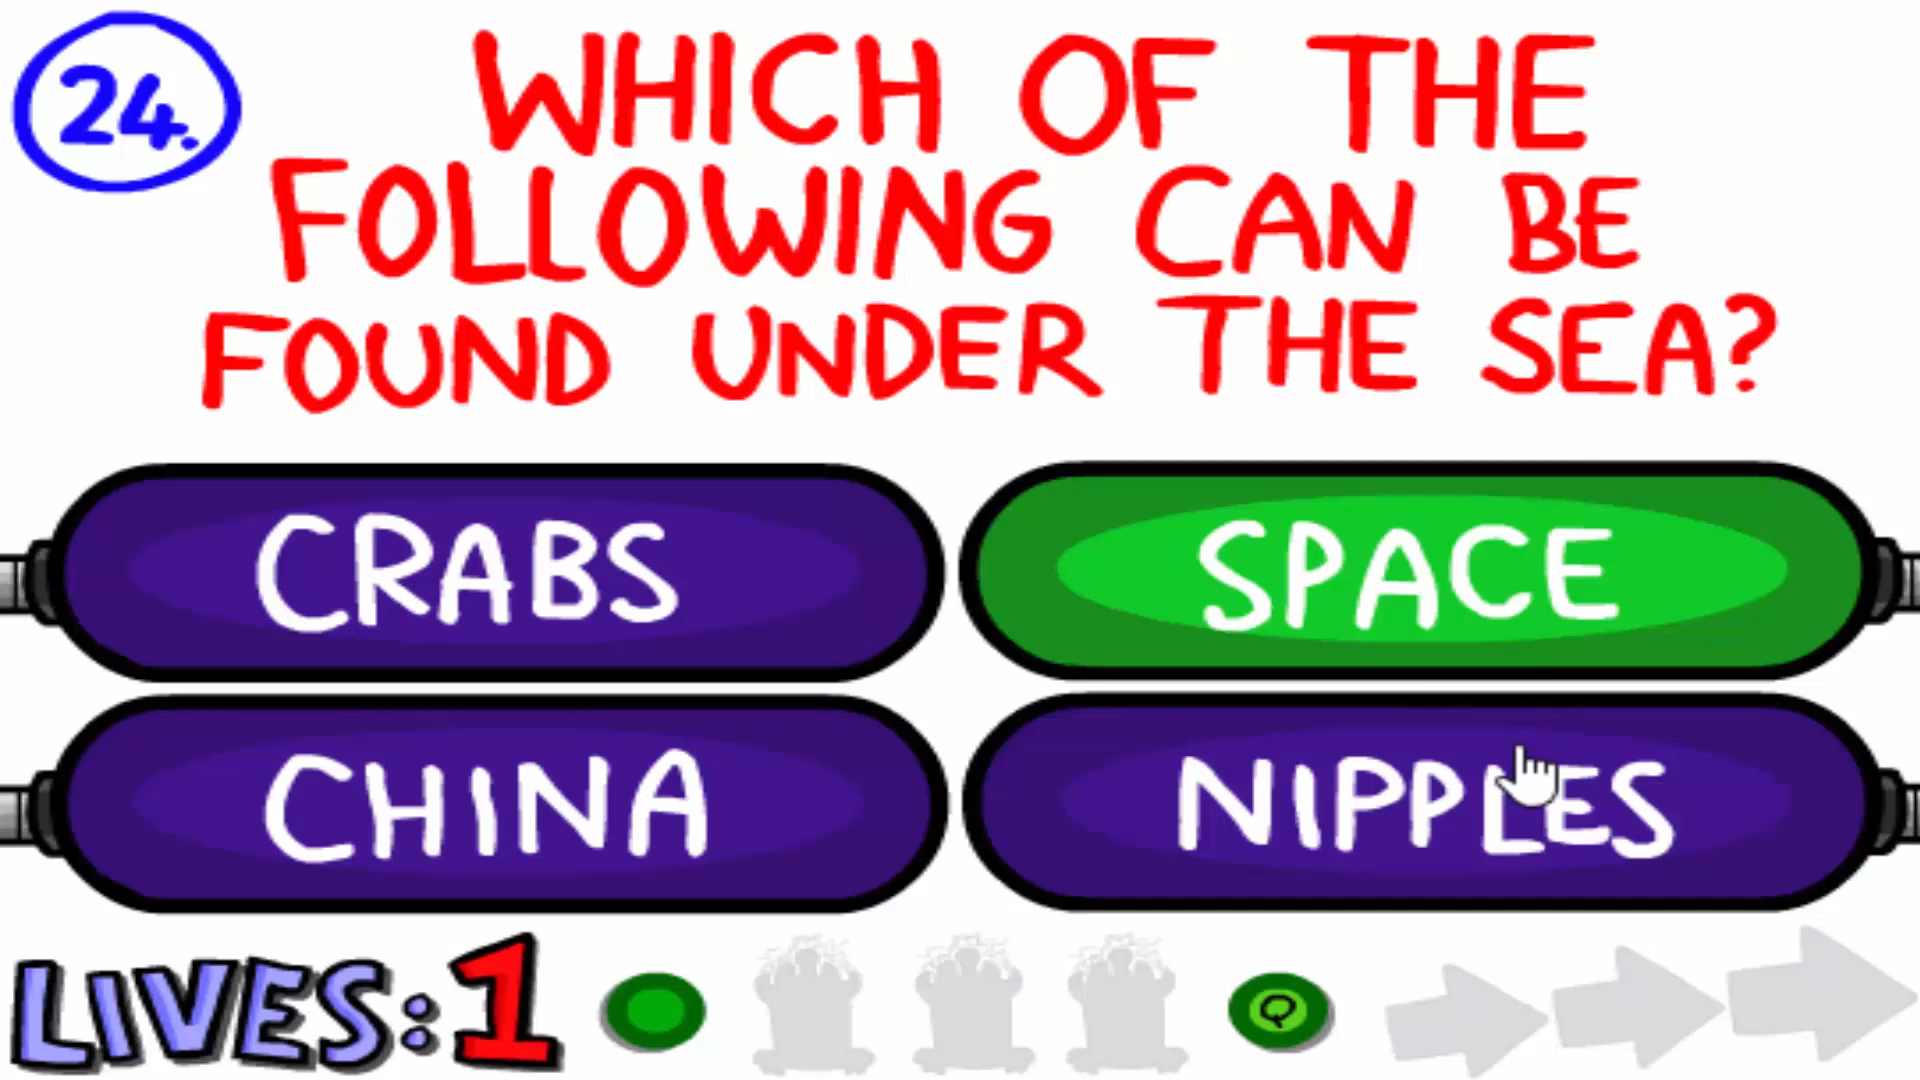 24.
WHICH OF THE
FOLLOWING CAN BE
FOUND UNDER THE SEA?
CRABS
SPACE
CHINA
NIPPLES
LIVES:1
Q